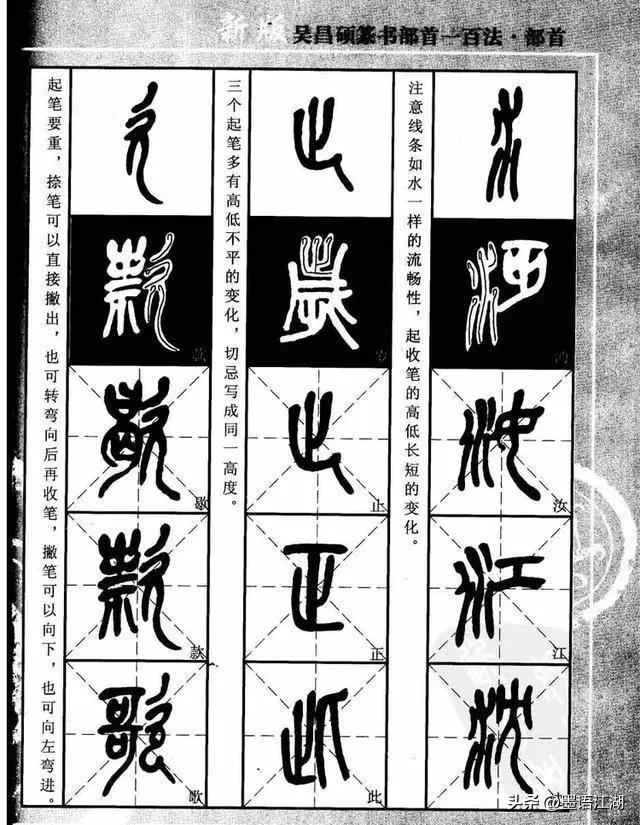 新版 吴昌硕篆书部首一百法·部首
注意线条如水一样的流畅性，起收笔的高低长短的变化。
沔
汝
江
三个起笔多有高低不平的变化，切忌写成同一高度。
岁
止
正
此
起笔要重，捺笔可以直接撇出，也可转弯向后再收笔，撇笔可以向下，也可向左弯进。
款
歇
款
歌
头条 @墨语江湖